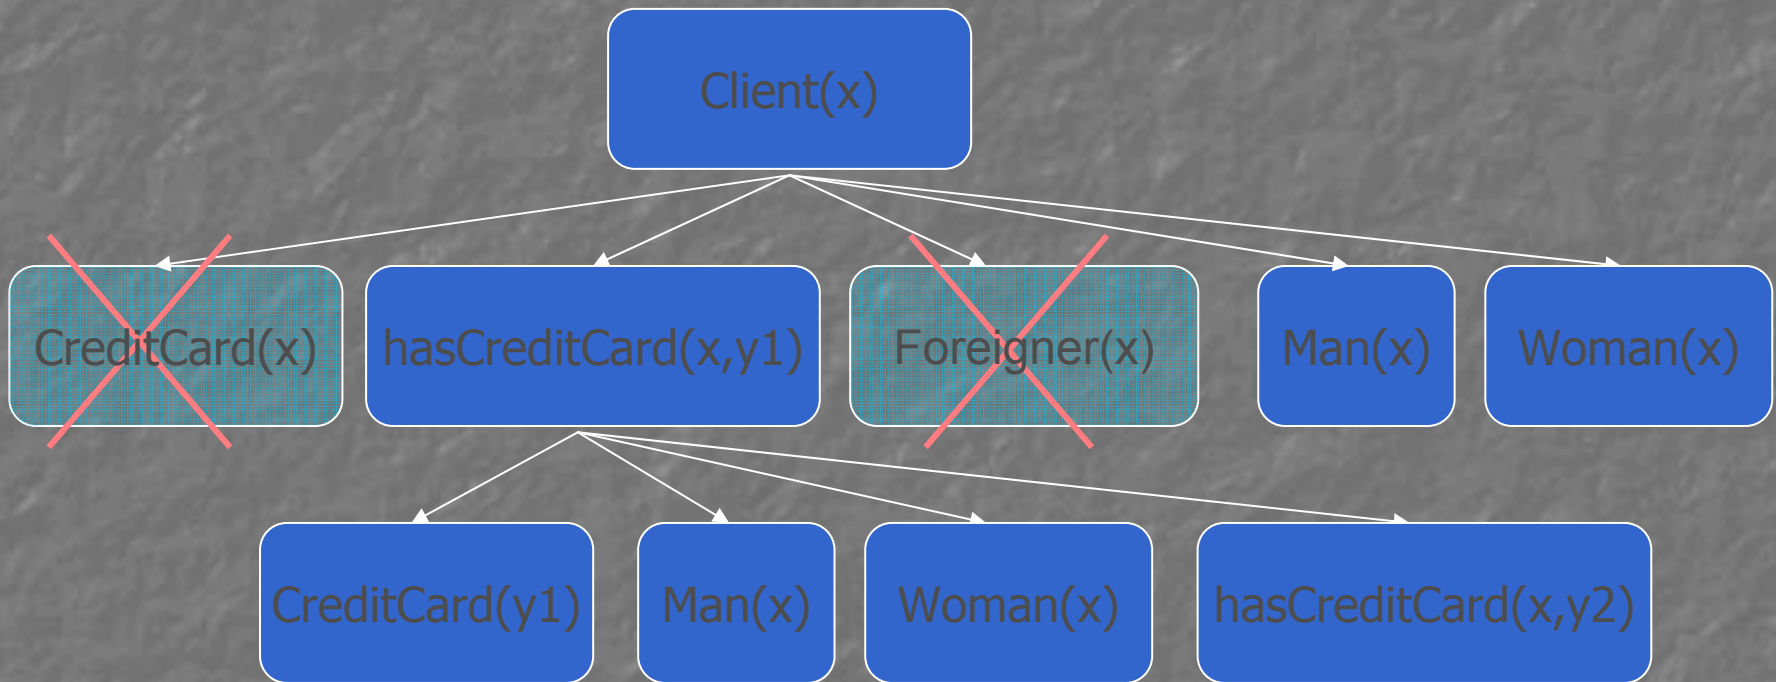 Client(x)
CreditCard(x)
hasCreditCard(x,y1)
Foreigner(x)
Man(x)
Woman(x)
CreditCard(y1)
Man(x)
Woman(x)
hasCreditCard(x,y2)